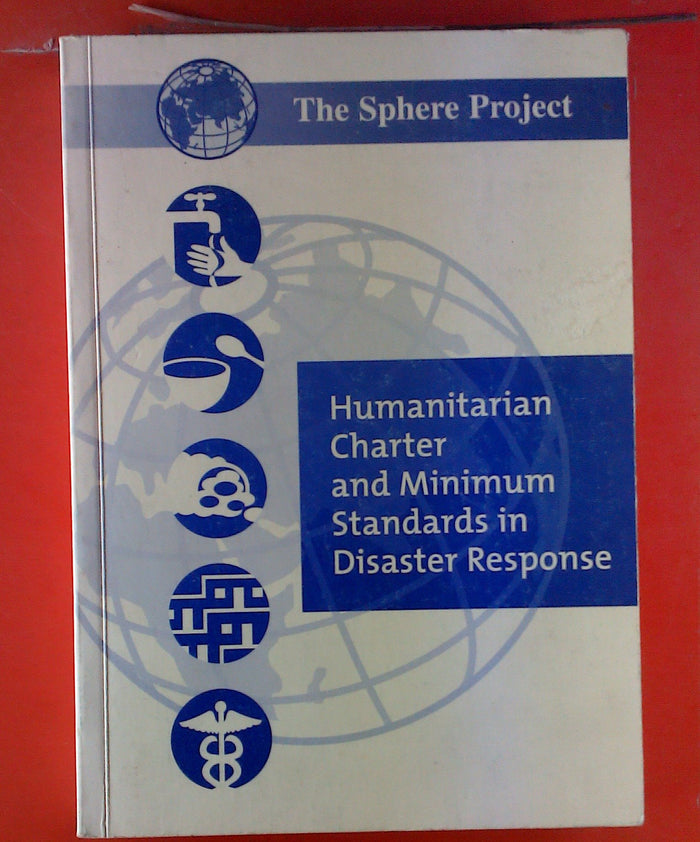 The Sphere Project
Humanitarian
Charter
and Minimum
Standards in
Disaster Response